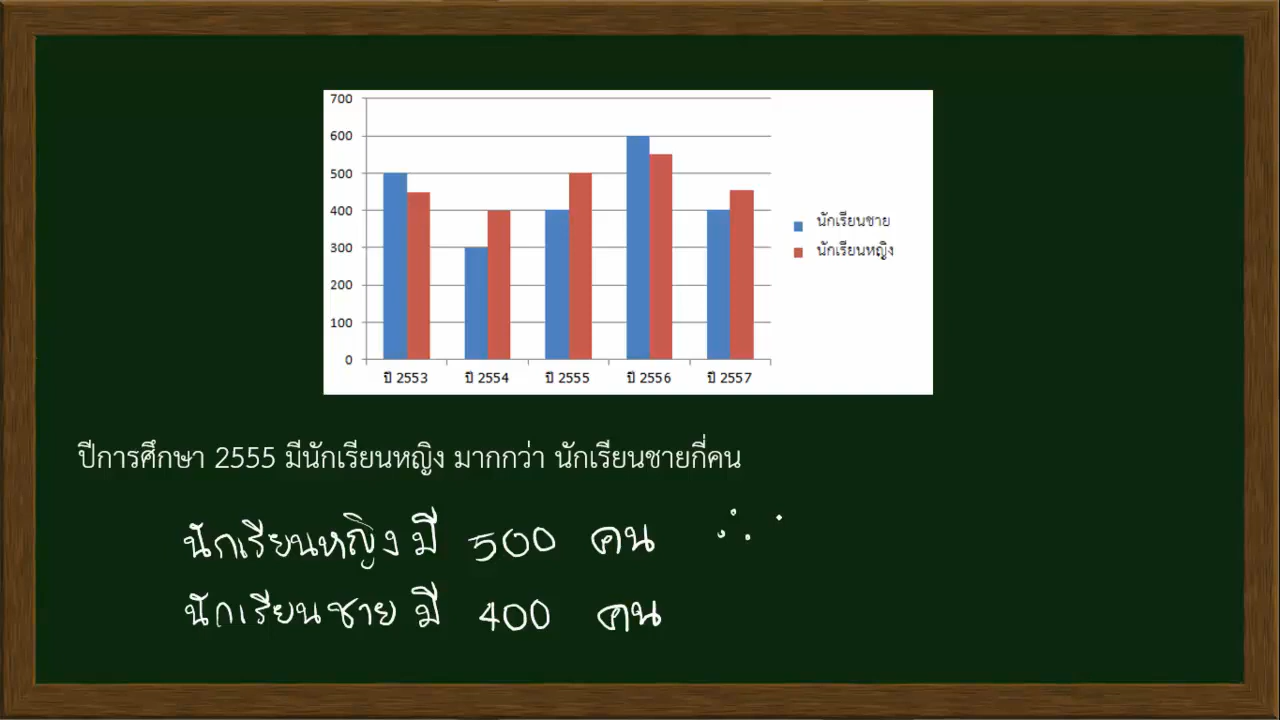 700
600
500
400
300
200
100
0
ปี 2553 ปี 2554 ปี 2555 ปี 2556 ปี 2557
นักเรียนชาย
นักเรียนหญิง
ปีการศึกษา 2555 มีนักเรียนหญิง มากกว่า นักเรียนชายกี่คน
นักเรียนหญิง มี 500 คน ∴
นักเรียนชาย มี 400 คน